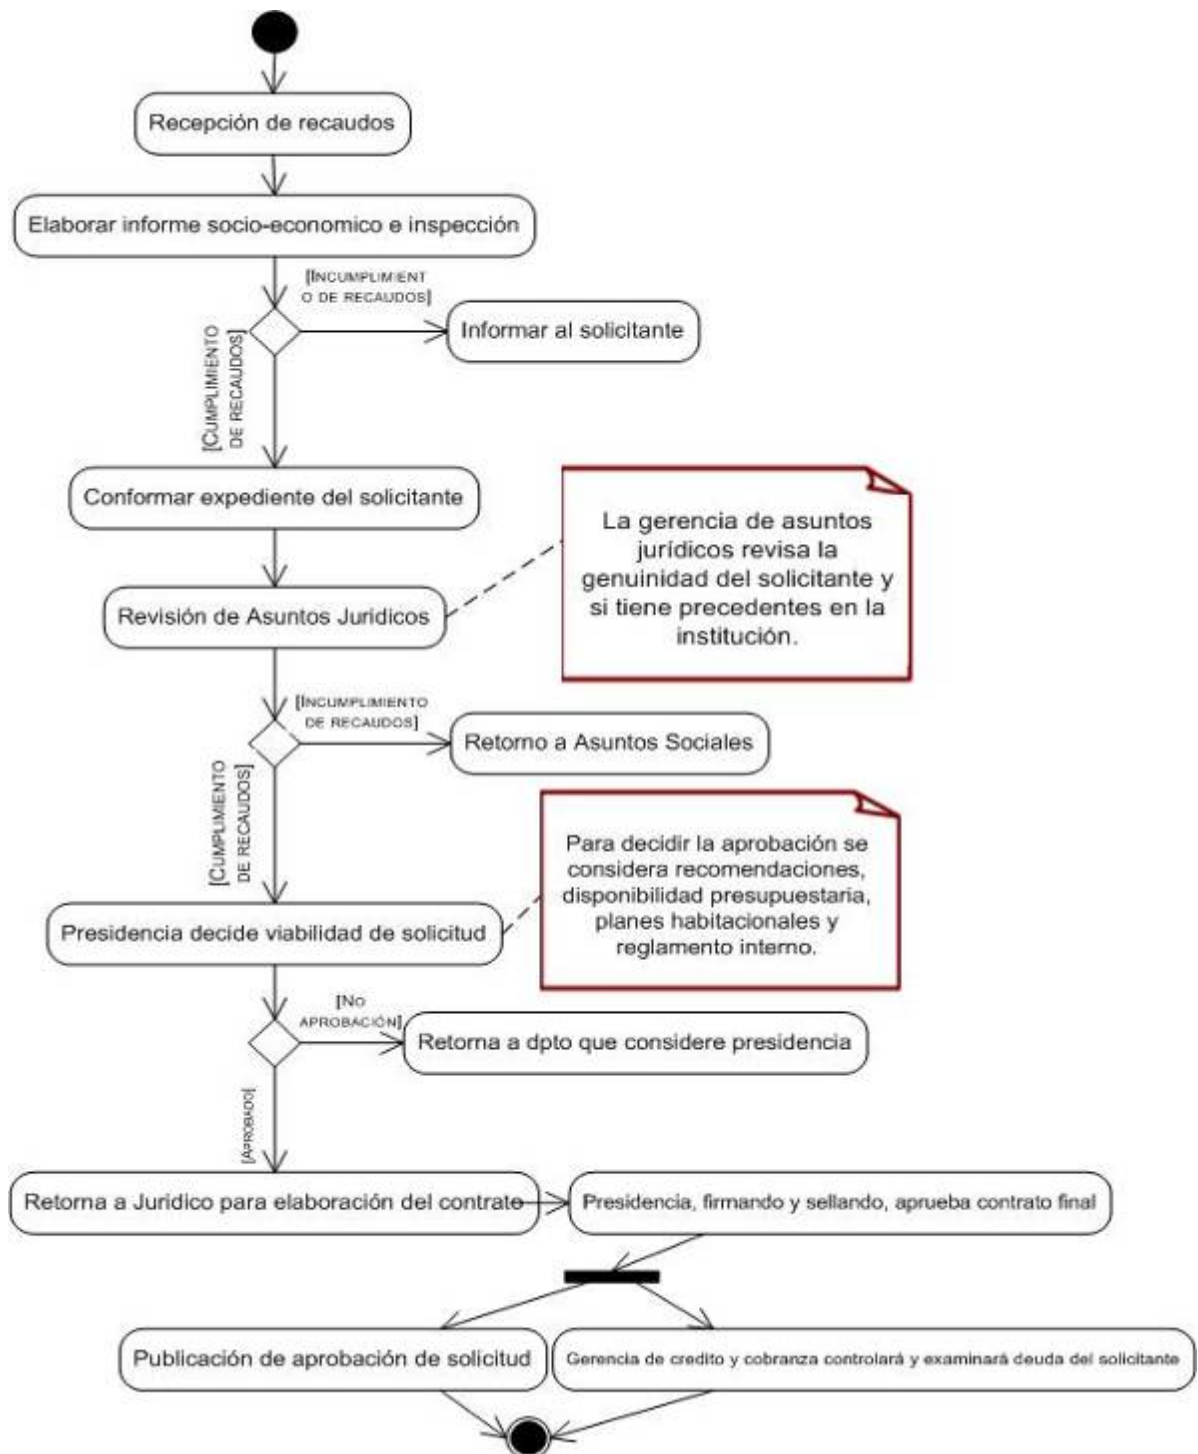 Recepción de recaudos
Elaborar informe socio-economico e inspección
[INCUMPLIMIENT
O DE RECAUDOS]
Informar al solicitante
[CUMPLIMIENTO
DE RECAUDOS]
Conformar expediente del solicitante
La gerencia de asuntos
jurídicos revisa la
genuinidad del solicitante y
si tiene precedentes en la
institución.
Revisión de Asuntos Juridicos
[INCUMPLIMIENTO
DE RECAUDOS]
Retorno a Asuntos Sociales
[CUMPLIMIENTO
DE RECAUDOS]
Para decidir la aprobación se
considera recomendaciones,
disponibilidad presupuestaria,
planes habitacionales y
reglamento interno.
Presidencia decide viabilidad de solicitud
[NO
APROBACIÓN]
Retorna a dpto que considere presidencia
[APROBADO]
Retorna a Juridico para elaboración del contrato
Presidencia, firmando y sellando, aprueba contrato final
Publicación de aprobación de solicitud
Gerencia de credito y cobranza controlará y examinará deuda del solicitante